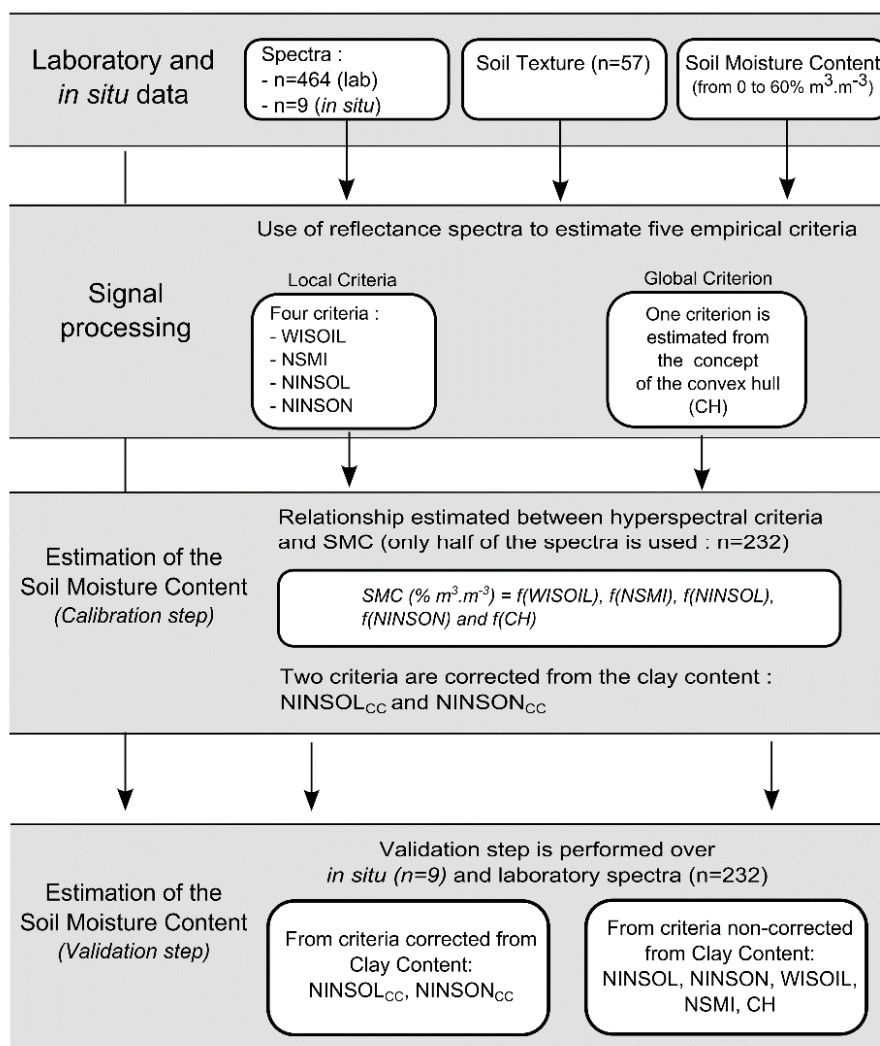 Laboratory and
in situ data
Spectra :
- n=464 (lab)
- n=9 (in situ)
Soil Texture (n=57)
Soil Moisture Content
(from 0 to 60% m³.m⁻³)
Signal
processing
Use of reflectance spectra to estimate five empirical criteria
Local Criteria
Four criteria :
- WISOIL
- NSMI
- NINSOL
- NINSON
Global Criterion
One criterion is
estimated from
the concept
of the convex hull
(CH)
Estimation of the
Soil Moisture Content
(Calibration step)
Relationship estimated between hyperspectral criteria
and SMC (only half of the spectra is used : n=232)
SMC (% m³.m⁻³) = f(WISOIL), f(NSMI), f(NINSOL),
f(NINSON) and f(CH)
Two criteria are corrected from the clay content :
NINSOLCC and NINSONCC
Estimation of the
Soil Moisture Content
(Validation step)
Validation step is performed over
in situ (n=9) and laboratory spectra (n=232)
From criteria corrected from
Clay Content:
NINSOLCC, NINSONCC
From criteria non-corrected
from Clay Content:
NINSOL, NINSON, WISOIL,
NSMI, CH